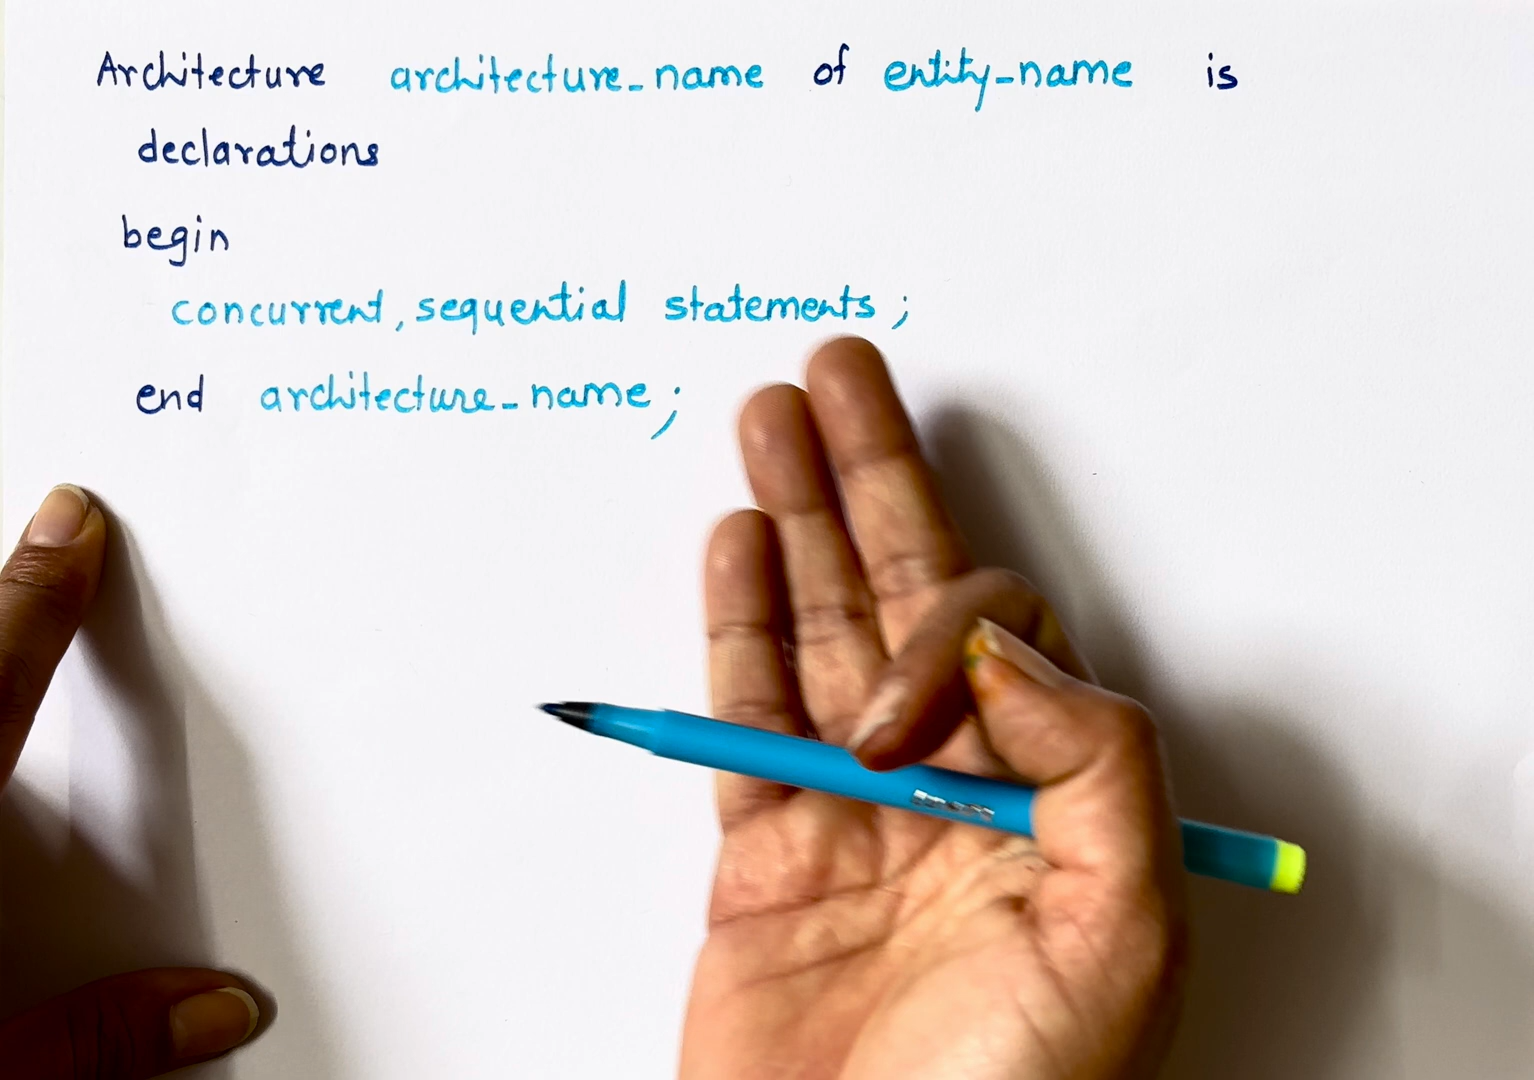 Architecture architecture_name of entity_name is
declarations
begin
concurrent, sequential statements ;
end architecture_name ;